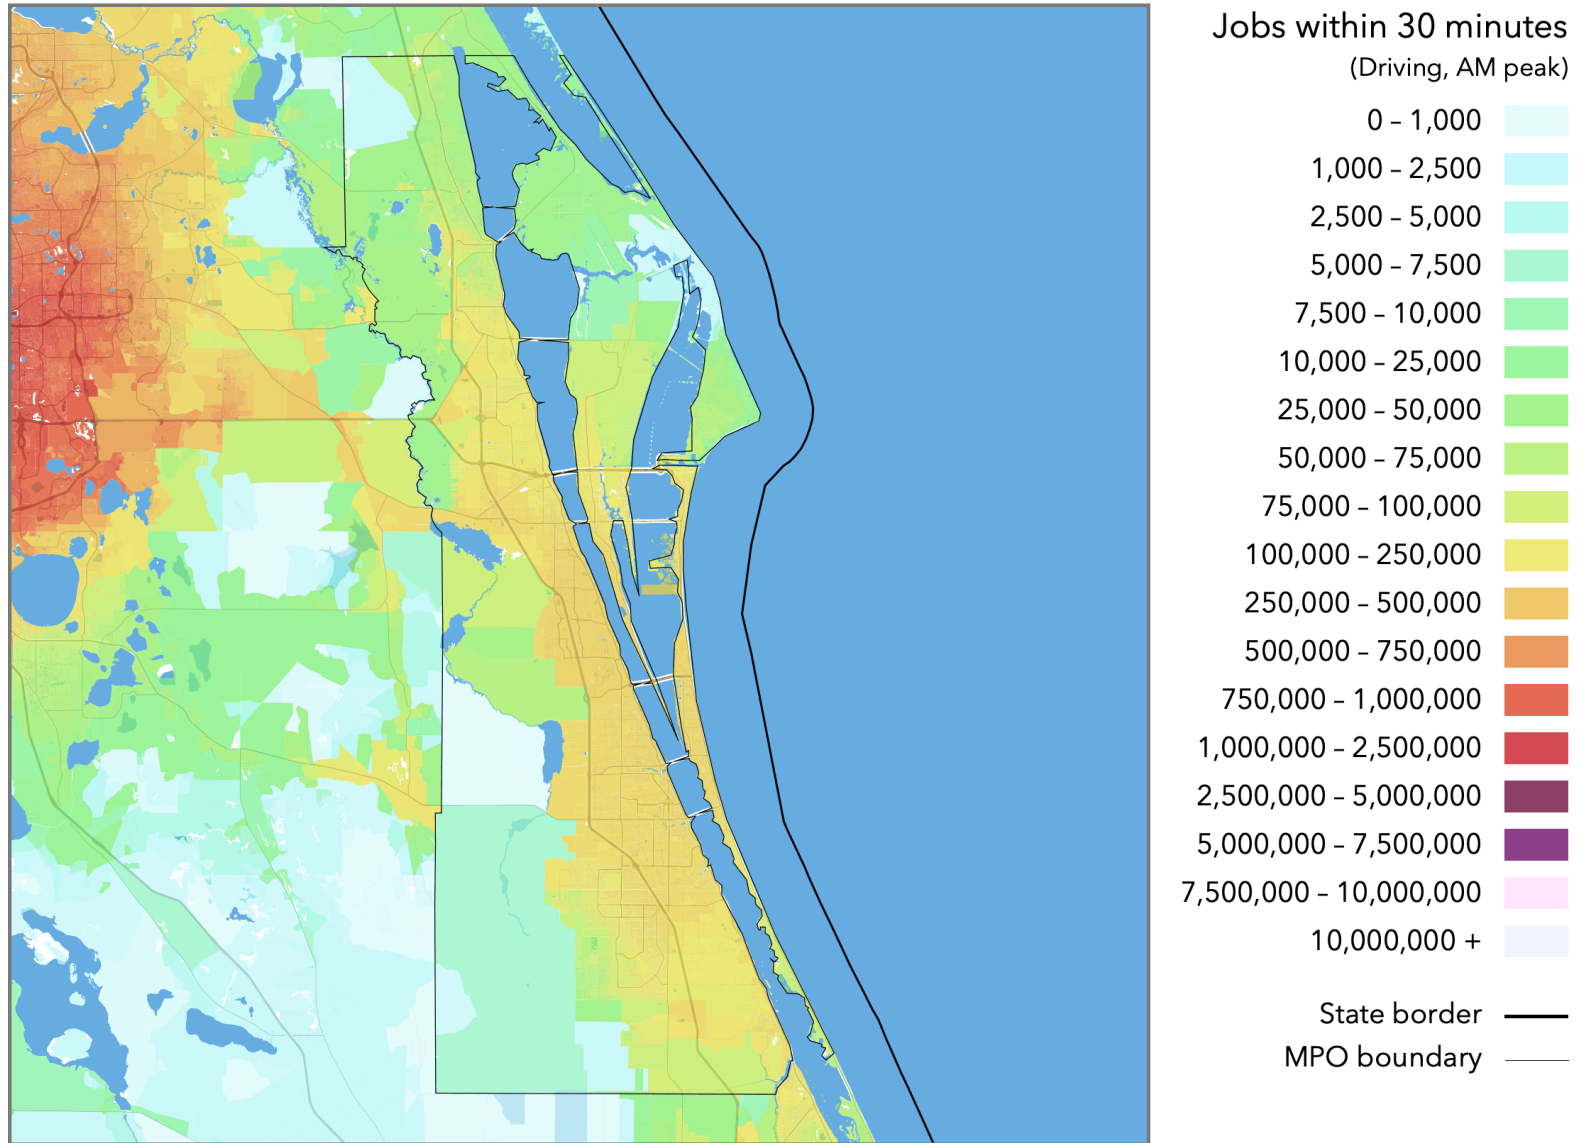 Jobs within 30 minutes
(Driving, AM peak)
0 – 1,000
1,000 – 2,500
2,500 – 5,000
5,000 – 7,500
7,500 – 10,000
10,000 – 25,000
25,000 – 50,000
50,000 – 75,000
75,000 – 100,000
100,000 – 250,000
250,000 – 500,000
500,000 – 750,000
750,000 – 1,000,000
1,000,000 – 2,500,000
2,500,000 – 5,000,000
5,000,000 – 7,500,000
7,500,000 – 10,000,000
10,000,000 +
State border
MPO boundary